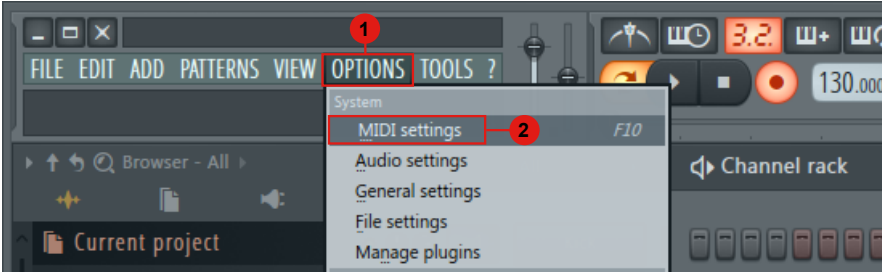 1
3.2.
FILE EDIT ADD PATTERNS VIEW OPTIONS TOOLS ?
130.000
System
MIDI settings 2 F10
Browser - All
Audio settings
Channel rack
General settings
File settings
Current project
Manage plugins